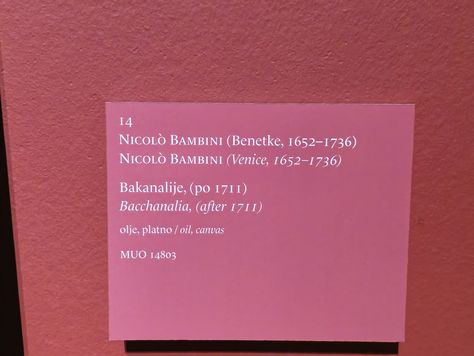 14
Nicolò Bambini (Benetke, 1652–1736)
Nicolò Bambini (Venice, 1652–1736)
Bakanalije, (po 1711)
Bacchanalia, (after 1711)
olje, platno / oil, canvas
MUO 14803